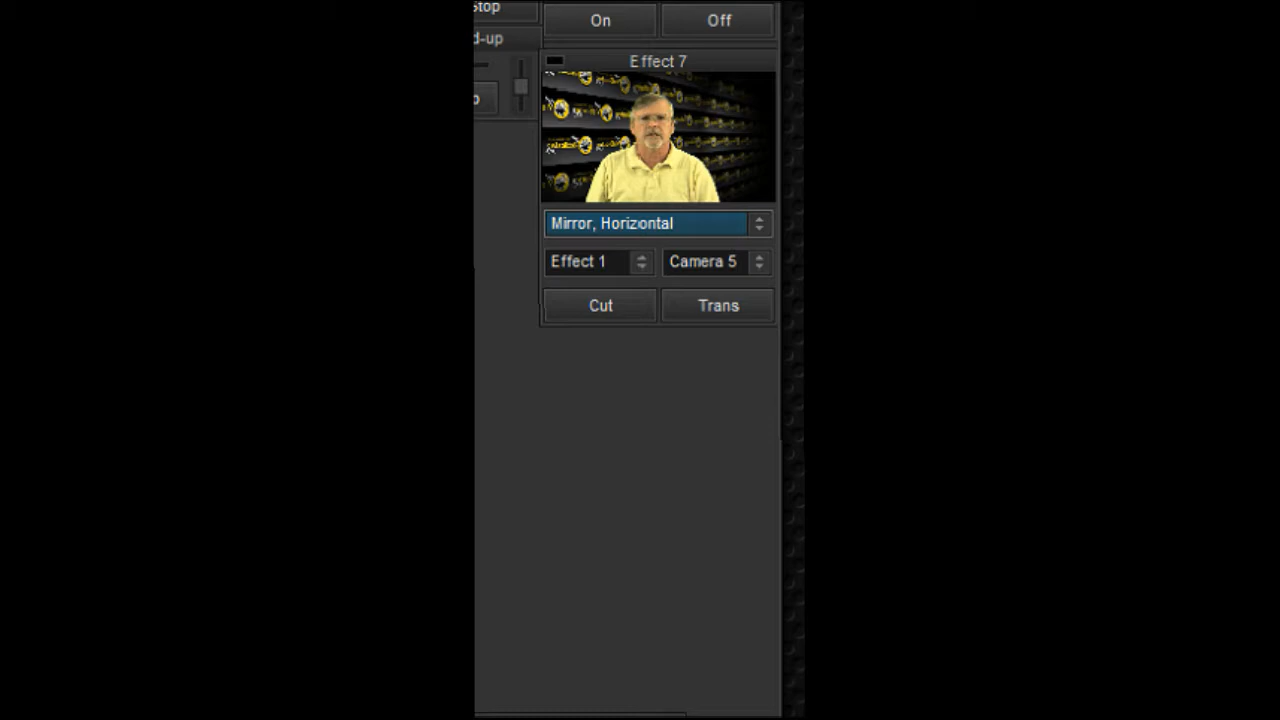 Stop
On Off
d-up
Effect 7
Mirror, Horizontal
Effect 1 Camera 5
Cut Trans